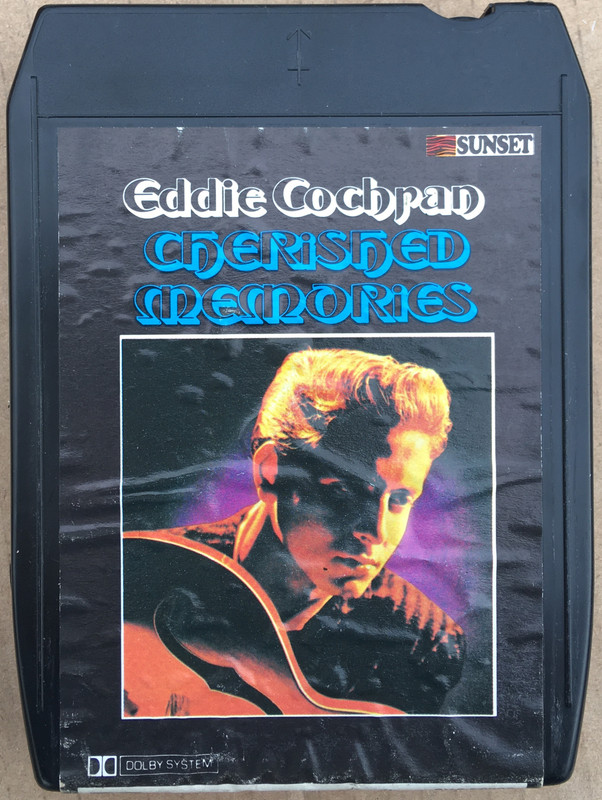 SUNSET
Eddie Cochran
CHERiSHED
MEMORiES
DOLBY SYSTEM